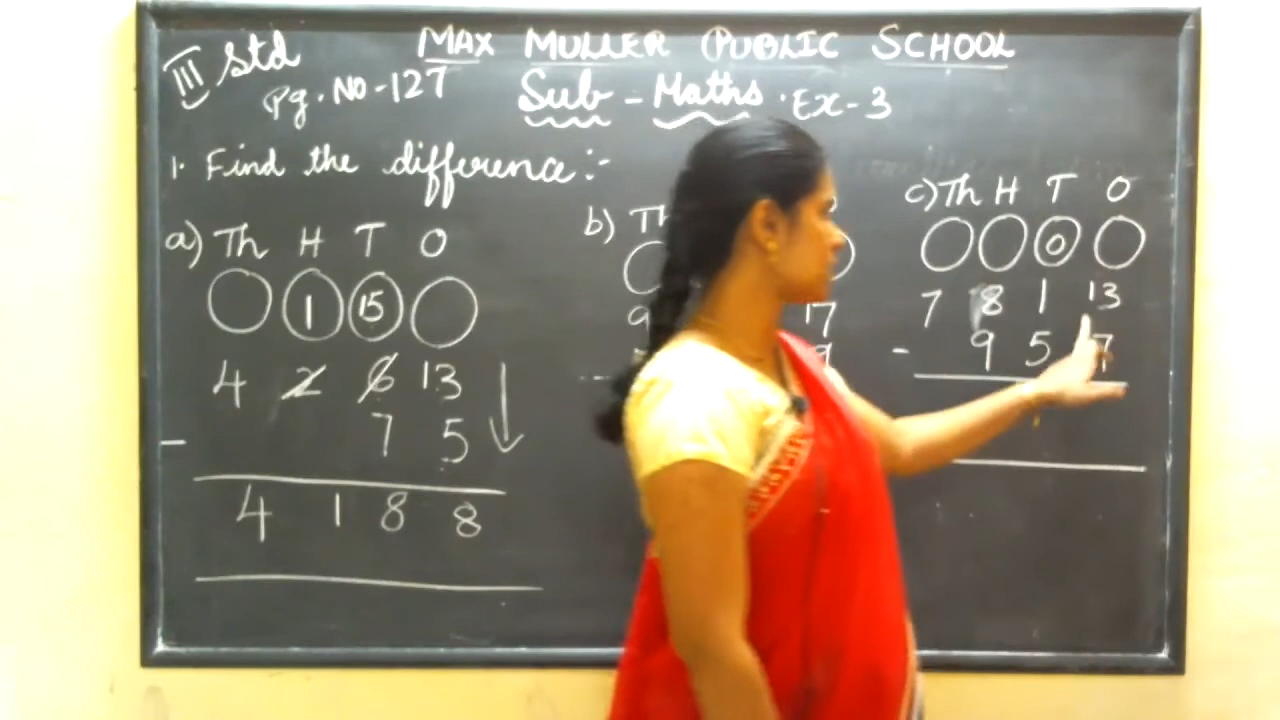 III Std MAX MULLER PUBLIC SCHOOL
Pg. No-127 Sub - Maths. Ex-3
1. Find the difference:-
a) Th H T O
1 15
4 2 6 13
- 7 5
4 1 8 8
b) Th
9 17
9
c) Th H T O
0
7 8 1 13
- 9 5 7